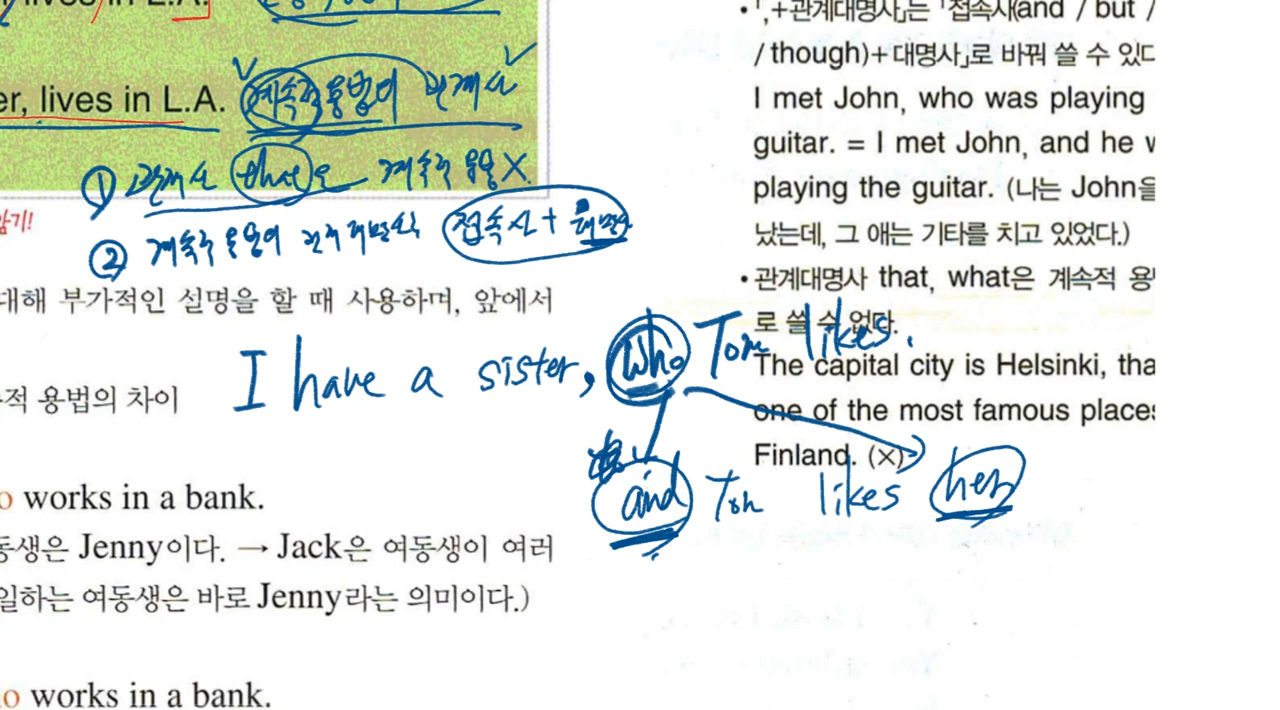 lives in L.A.
er, lives in L.A. 계속적용법의 관계사
① 관계사 that은 계속적 용용 X
② 계속적 용용의 관계대명사 접속사 + 대명사
암기!
대해 부가적인 설명을 할 때 사용하며, 앞에서
I have a sister, who Tom likes.
적 용법의 차이
and Tom likes her
o works in a bank.
동생은 Jenny이다. → Jack은 여동생이 여러
일하는 여동생은 바로 Jenny라는 의미이다.)
o works in a bank.
• 「,+관계대명사」는 「접속사(and / but /
/ though)+대명사」로 바꿔 쓸 수 있다
I met John, who was playing
guitar. = I met John, and he w
playing the guitar. (나는 John을
났는데, 그 애는 기타를 치고 있었다.)
• 관계대명사 that, what은 계속적 용법
로 쓸 수 없다.
The capital city is Helsinki, tha
one of the most famous places
Finland. (×)